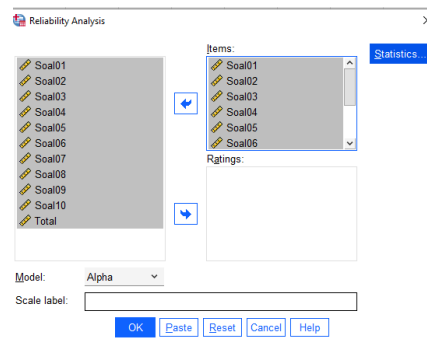 Reliability Analysis
Items:
Statistics...
Soal01
Soal02
Soal03
Soal04
Soal05
Soal06
Soal07
Soal08
Soal09
Soal10
Total
Soal01
Soal02
Soal03
Soal04
Soal05
Soal06
Ratings:
Model: Alpha
Scale label:
OK Paste Reset Cancel Help